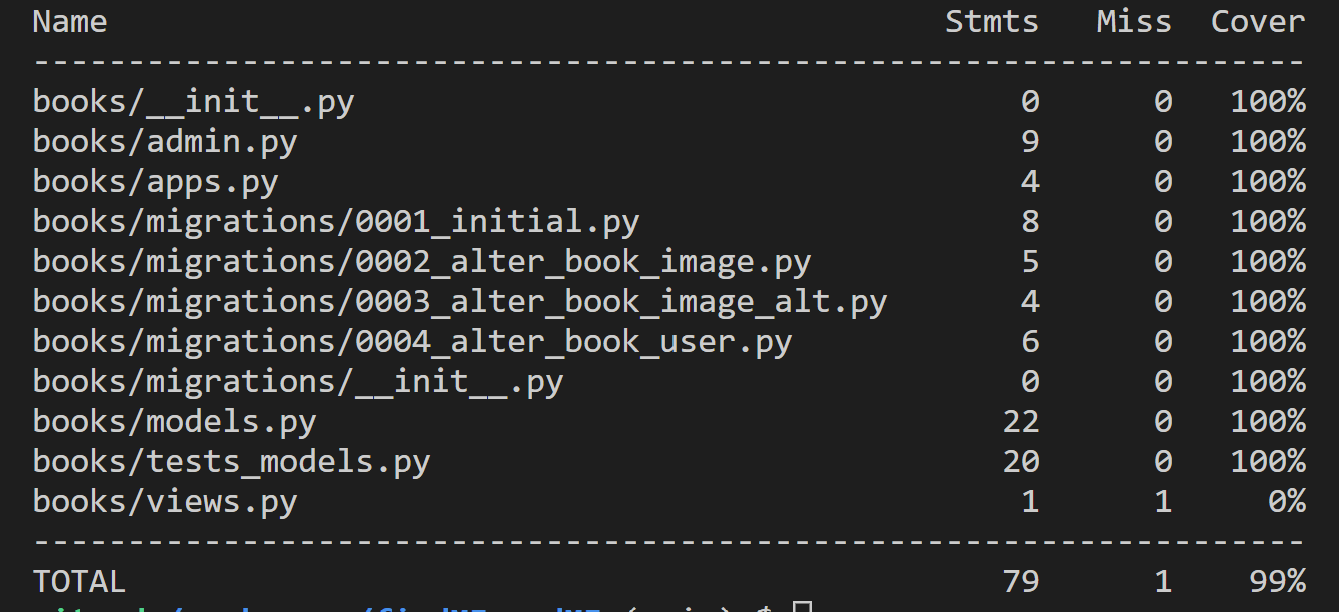 Name Stmts Miss Cover
--------------------------------------------------------------------
books/__init__.py 0 0 100%
books/admin.py 9 0 100%
books/apps.py 4 0 100%
books/migrations/0001_initial.py 8 0 100%
books/migrations/0002_alter_book_image.py 5 0 100%
books/migrations/0003_alter_book_image_alt.py 4 0 100%
books/migrations/0004_alter_book_user.py 6 0 100%
books/migrations/__init__.py 0 0 100%
books/models.py 22 0 100%
books/tests_models.py 20 0 100%
books/views.py 1 1 0%
--------------------------------------------------------------------
TOTAL 79 1 99%